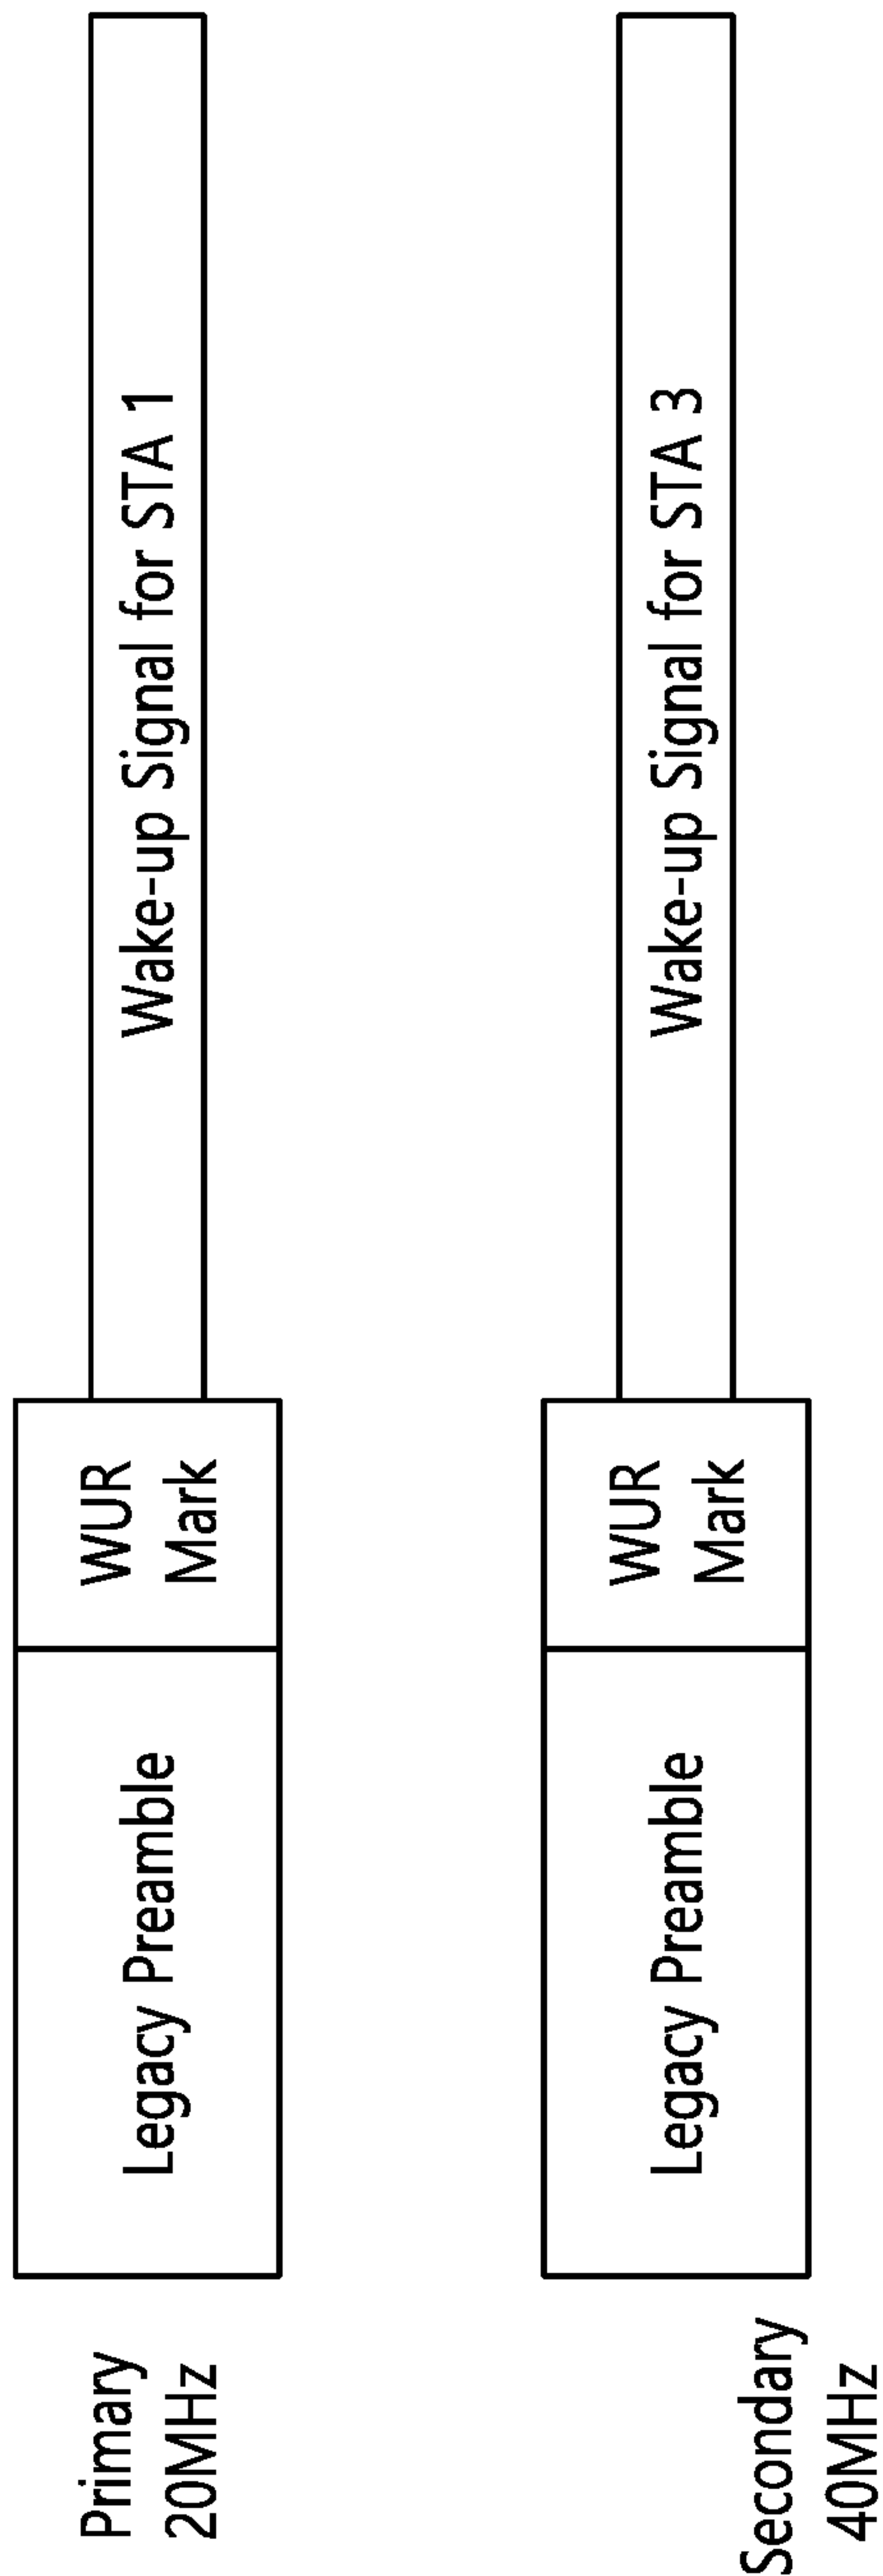 Primary
20MHz
Legacy Preamble
WUR
Mark
Wake-up Signal for STA 1
Secondary
40MHz
Legacy Preamble
WUR
Mark
Wake-up Signal for STA 3